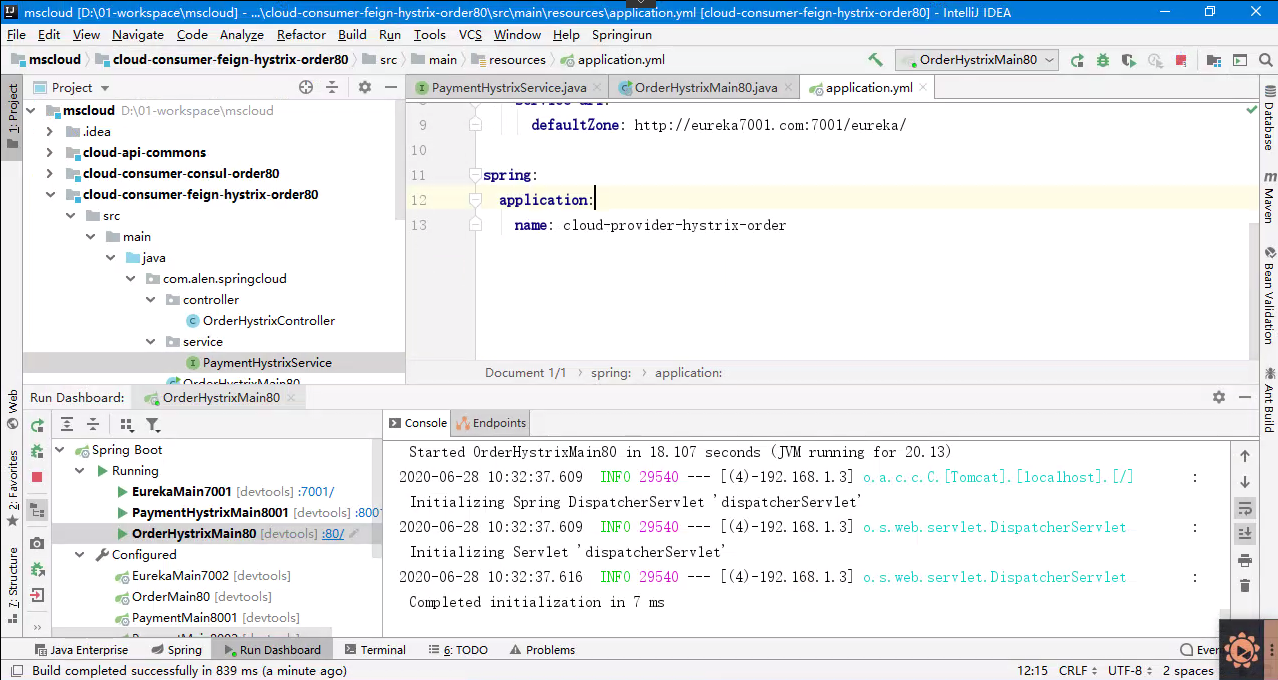 mscloud [D:\01-workspace\mscloud] - ...\cloud-consumer-feign-hystrix-order80\src\main\resources\application.yml [cloud-consumer-feign-hystrix-order80] - IntelliJ IDEA
File Edit View Navigate Code Analyze Refactor Build Run Tools VCS Window Help Springirun
mscloud cloud-consumer-feign-hystrix-order80 src main resources application.yml OrderHystrixMain80
Project
PaymentHystrixService.java OrderHystrixMain80.java application.yml
1: Project
mscloud D:\01-workspace\mscloud
.idea
cloud-api-commons
cloud-consumer-consul-order80
cloud-consumer-feign-hystrix-order80
src
main
java
com.alen.springcloud
controller
OrderHystrixController
service
PaymentHystrixService
OrderHystrixMain80
9 defaultZone: http://eureka7001.com:7001/eureka/
10
11 spring:
12 application:
13 name: cloud-provider-hystrix-order
Document 1/1 › spring: › application:
Database
Maven
Bean Validation
Ant Build
Web
2: Favorites
7: Structure
Run Dashboard: OrderHystrixMain80
Console Endpoints
Spring Boot
Running
EurekaMain7001 [devtools] :7001/
PaymentHystrixMain8001 [devtools] :8001
OrderHystrixMain80 [devtools] :80/
Configured
EurekaMain7002 [devtools]
OrderMain80 [devtools]
PaymentMain8001 [devtools]
Started OrderHystrixMain80 in 18.107 seconds (JVM running for 20.13)
2020-06-28 10:32:37.609 INFO 29540 --- [(4)-192.168.1.3] o.a.c.c.C.[Tomcat].[localhost].[/] :
Initializing Spring DispatcherServlet 'dispatcherServlet'
2020-06-28 10:32:37.609 INFO 29540 --- [(4)-192.168.1.3] o.s.web.servlet.DispatcherServlet :
Initializing Servlet 'dispatcherServlet'
2020-06-28 10:32:37.616 INFO 29540 --- [(4)-192.168.1.3] o.s.web.servlet.DispatcherServlet :
Completed initialization in 7 ms
Java Enterprise Spring Run Dashboard Terminal 6: TODO Problems
Build completed successfully in 839 ms (a minute ago) 12:15 CRLF UTF-8 2 spaces